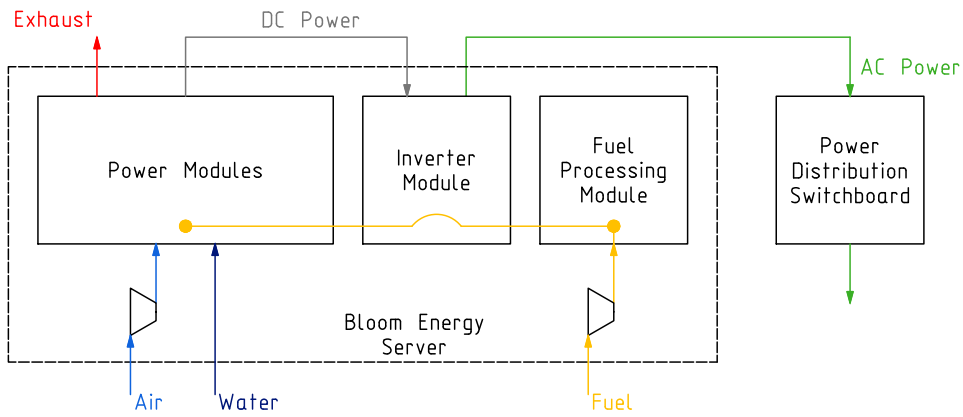 Exhaust
DC Power
AC Power
Power Modules
Inverter
Module
Fuel
Processing
Module
Power
Distribution
Switchboard
Bloom Energy
Server
Air
Water
Fuel